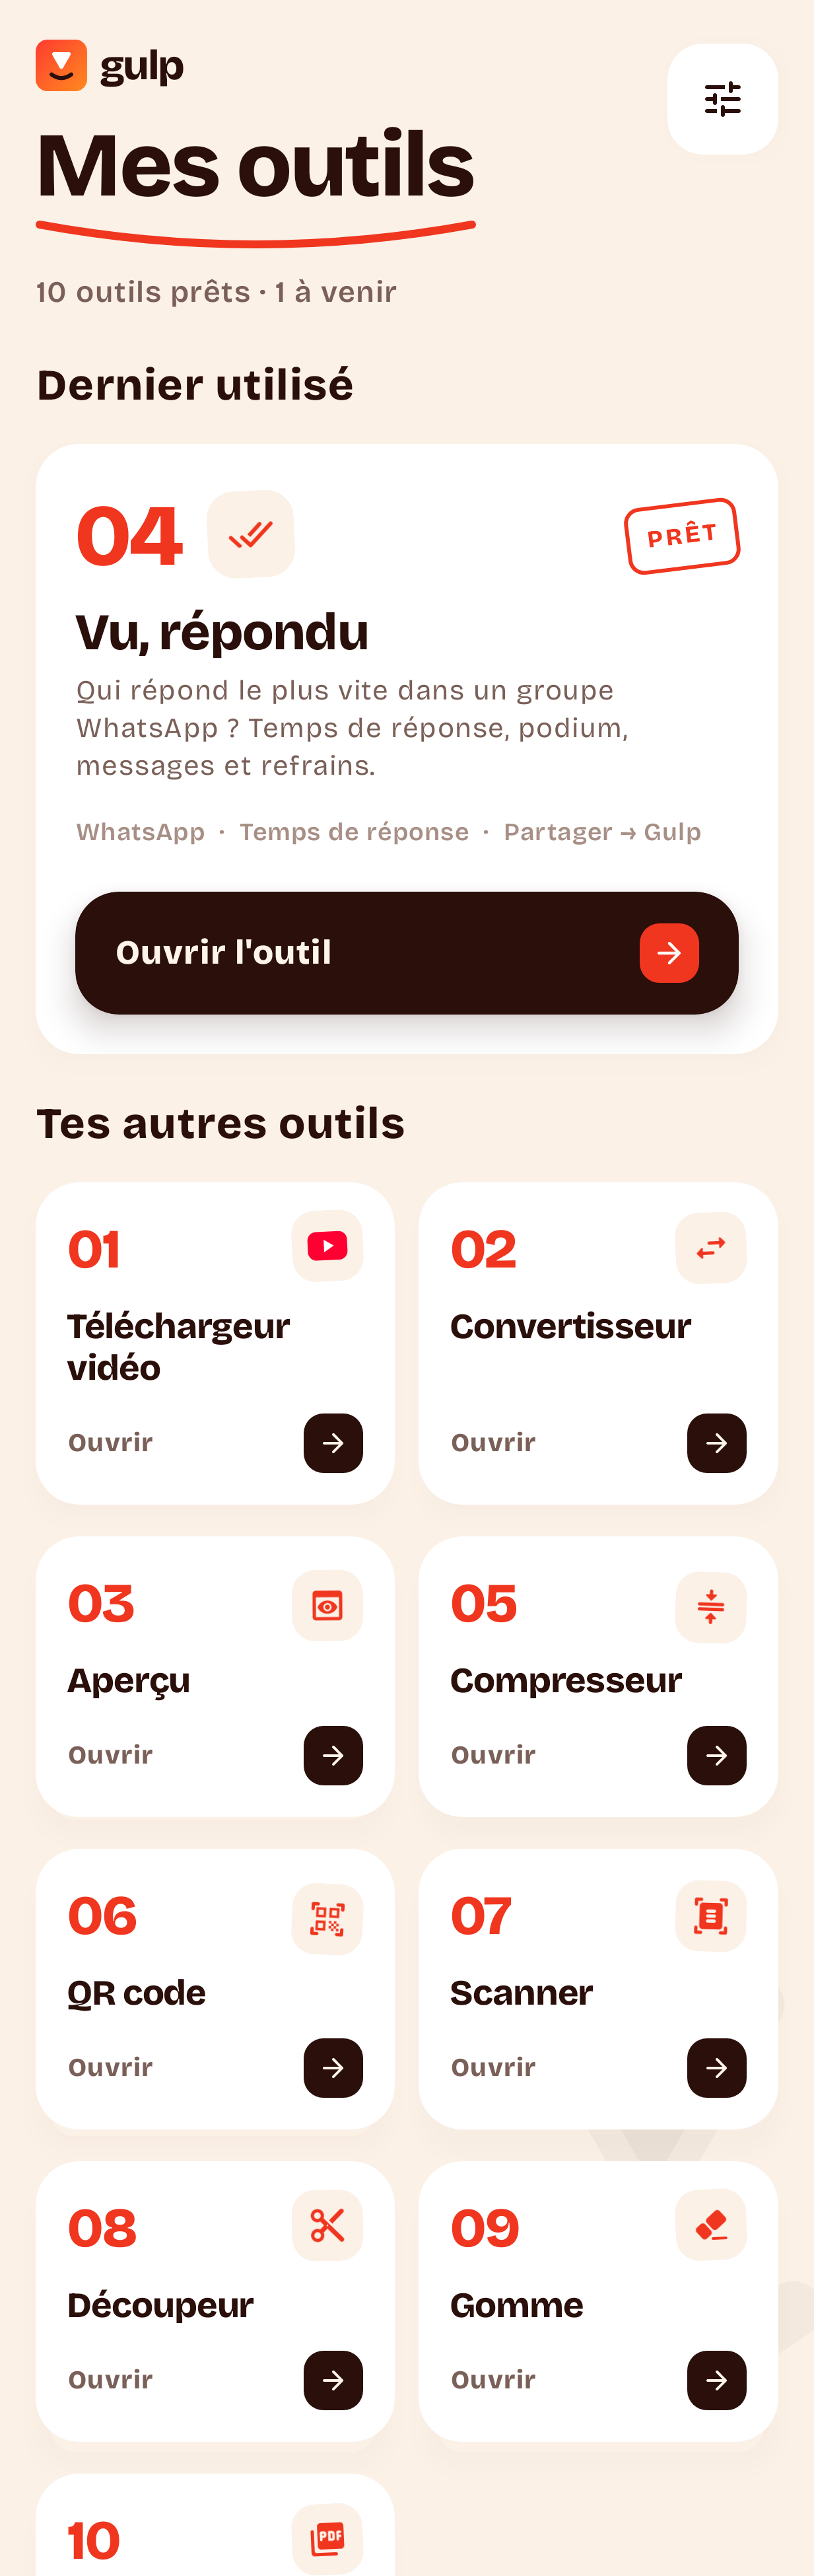 gulp
Mes outils
10 outils prêts · 1 à venir
Dernier utilisé
04
PRÊT
Vu, répondu
Qui répond le plus vite dans un groupe
WhatsApp ? Temps de réponse, podium,
messages et refrains.
WhatsApp · Temps de réponse · Partager → Gulp
Ouvrir l'outil
Tes autres outils
01
Téléchargeur
vidéo
Ouvrir
02
Convertisseur
Ouvrir
03
Aperçu
Ouvrir
05
Compresseur
Ouvrir
06
QR code
Ouvrir
07
Scanner
Ouvrir
08
Découpeur
Ouvrir
09
Gomme
Ouvrir
10
PDF